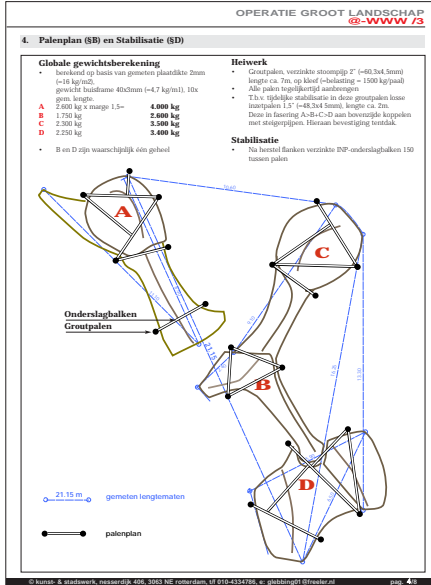 OPERATIE GROOT LANDSCHAP
@-WWW /3
4. Palenplan (§B) en Stabilisatie (§D)
Globale gewichtsberekening
• berekend op basis van gemeten plaatdikte 2mm
(=16 kg/m2),
gewicht buisframe 40x3mm (=4,7 kg/m1), 10x
gem. lengte.
A 2.600 kg x marge 1,5= 4.000 kg
B 1.750 kg 2.600 kg
C 2.300 kg 3.500 kg
D 2.250 kg 3.400 kg
• B en D zijn waarschijnlijk één geheel
Heiwerk
• Groutpalen, verzinkte stoompijp 2" (=60,3x4,5mm)
lengte ca. 7m, op kleef (=belasting = 1500 kg/paal)
• Alle palen tegelijkertijd aanbrengen
• T.b.v. tijdelijke stabilisatie in deze groutpalen losse
inzetpalen 1,5" (=48,3x4 5mm), lengte ca. 2m.
Deze in fasering A>B+C>D aan bovenzijde koppelen
met steigerpijpen. Hieraan bevestiging tentdak.
Stabilisatie
• Na herstel flanken verzinkte INP-onderslagbalken 150
tussen palen
A
C
Onderslagbalken
Groutpalen
21.15
B
D
21.15 m gemeten lengtematen
palenplan
© kunst- & stadswerk, nesserdijk 406, 3063 NE rotterdam, t/f 010-4334786, e: glebbing01@freeler.nl pag. 4/8